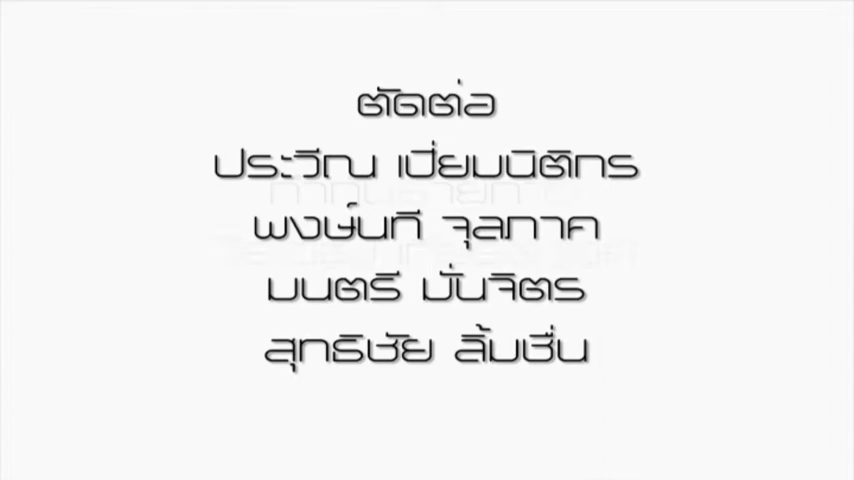 ตัดต่อ
ประวีณ เปี่ยมนิติกร
พงษ์นที จุลภาค
มนตรี มั่นจิตร
สุทธิชัย ลิ้มชื่น